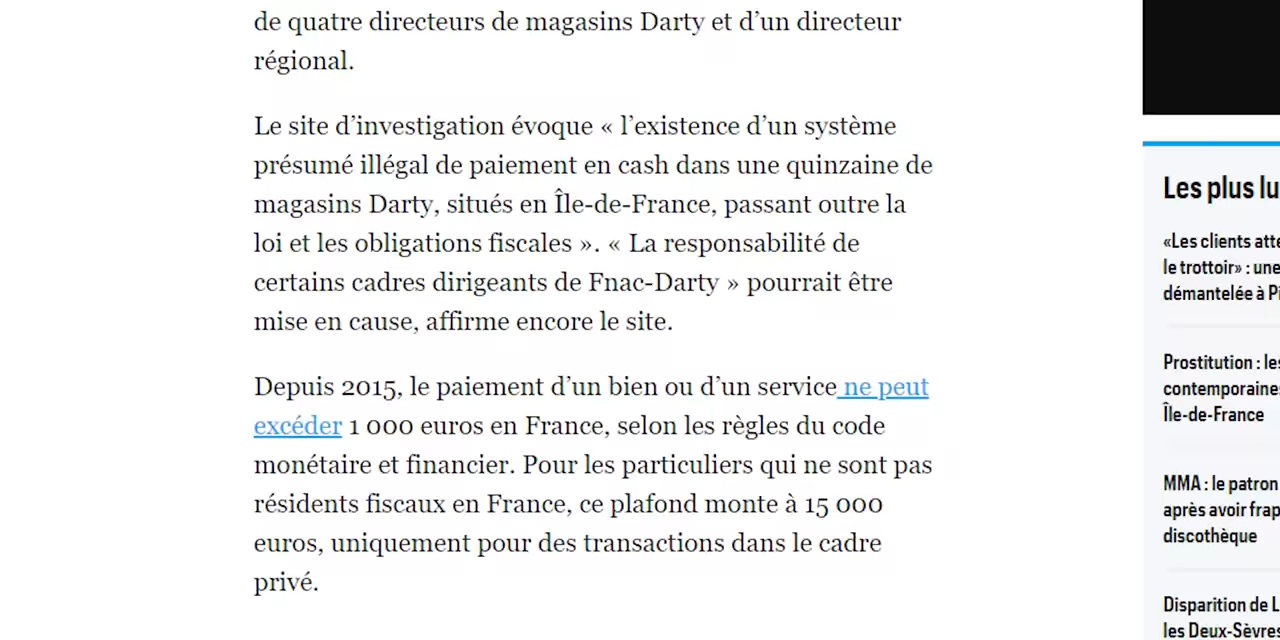 de quatre directeurs de magasins Darty et d’un directeur
régional.
Le site d’investigation évoque « l’existence d’un système
présumé illégal de paiement en cash dans une quinzaine de
magasins Darty, situés en Île-de-France, passant outre la
loi et les obligations fiscales ». « La responsabilité de
certains cadres dirigeants de Fnac-Darty » pourrait être
mise en cause, affirme encore le site.
Depuis 2015, le paiement d’un bien ou d’un service ne peut
excéder 1 000 euros en France, selon les règles du code
monétaire et financier. Pour les particuliers qui ne sont pas
résidents fiscaux en France, ce plafond monte à 15 000
euros, uniquement pour des transactions dans le cadre
privé.
Les plus lu
«Les clients atte
le trottoir» : une
démantelée à Pi
Prostitution : les
contemporaines
Île-de-France
MMA : le patron
après avoir frap
discothèque
Disparition de L
les Deux-Sèvres